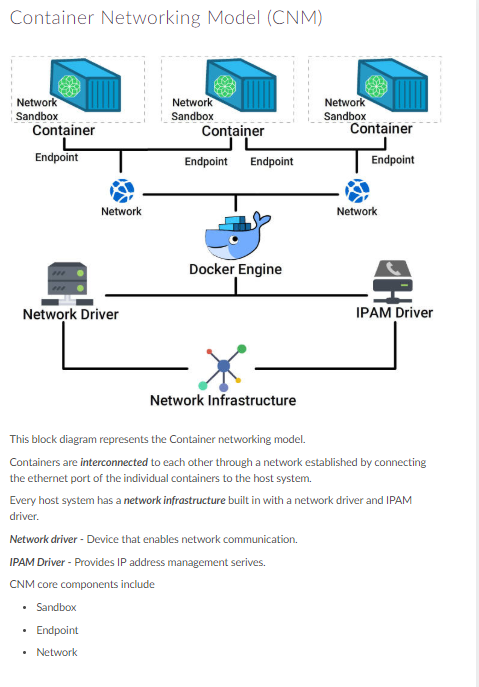 Container Networking Model (CNM)
Network Network Network
Sandbox Sandbox Sandbox
Container Container Container
Endpoint Endpoint Endpoint Endpoint
Network Network
Docker Engine
Network Driver IPAM Driver
Network Infrastructure
This block diagram represents the Container networking model.
Containers are interconnected to each other through a network established by connecting
the ethernet port of the individual containers to the host system.
Every host system has a network infrastructure built in with a network driver and IPAM
driver.
Network driver - Device that enables network communication.
IPAM Driver - Provides IP address management serives.
CNM core components include
• Sandbox
• Endpoint
• Network